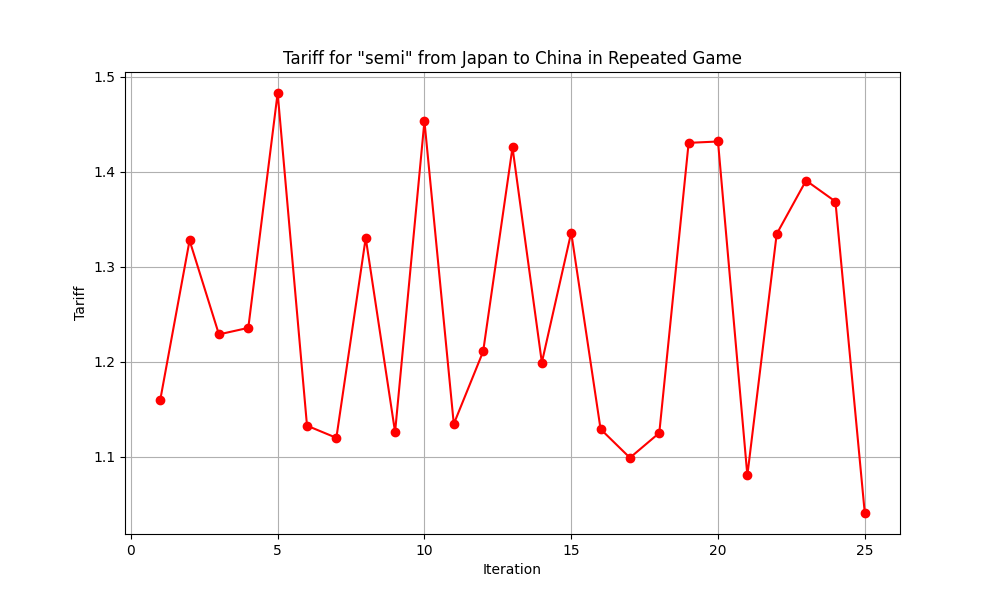 Tariff for "semi" from Japan to China in Repeated Game
1.5
1.4
1.3
1.2
1.1
Tariff
0 5 10 15 20 25
Iteration